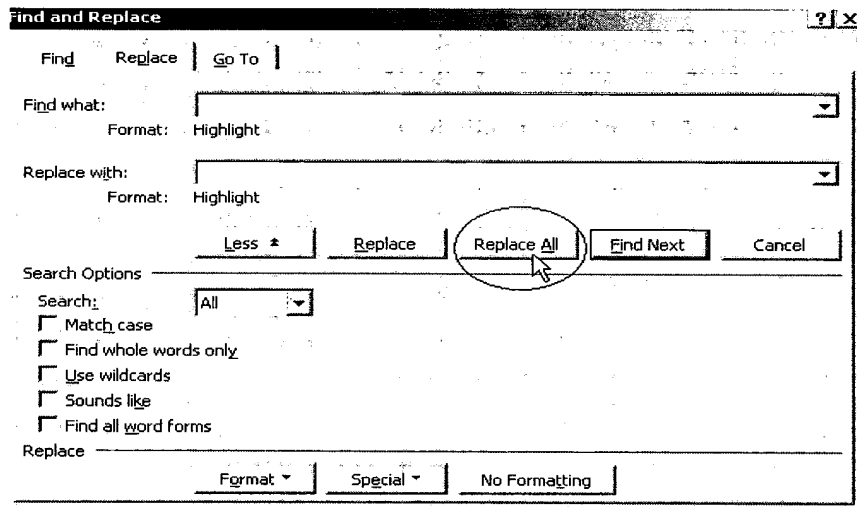 Find and Replace
Find Replace Go To
Find what:
Format: Highlight
Replace with:
Format: Highlight
Less Replace Replace All Find Next Cancel
Search Options
Search: All
Match case
Find whole words only
Use wildcards
Sounds like
Find all word forms
Replace
Format Special No Formatting